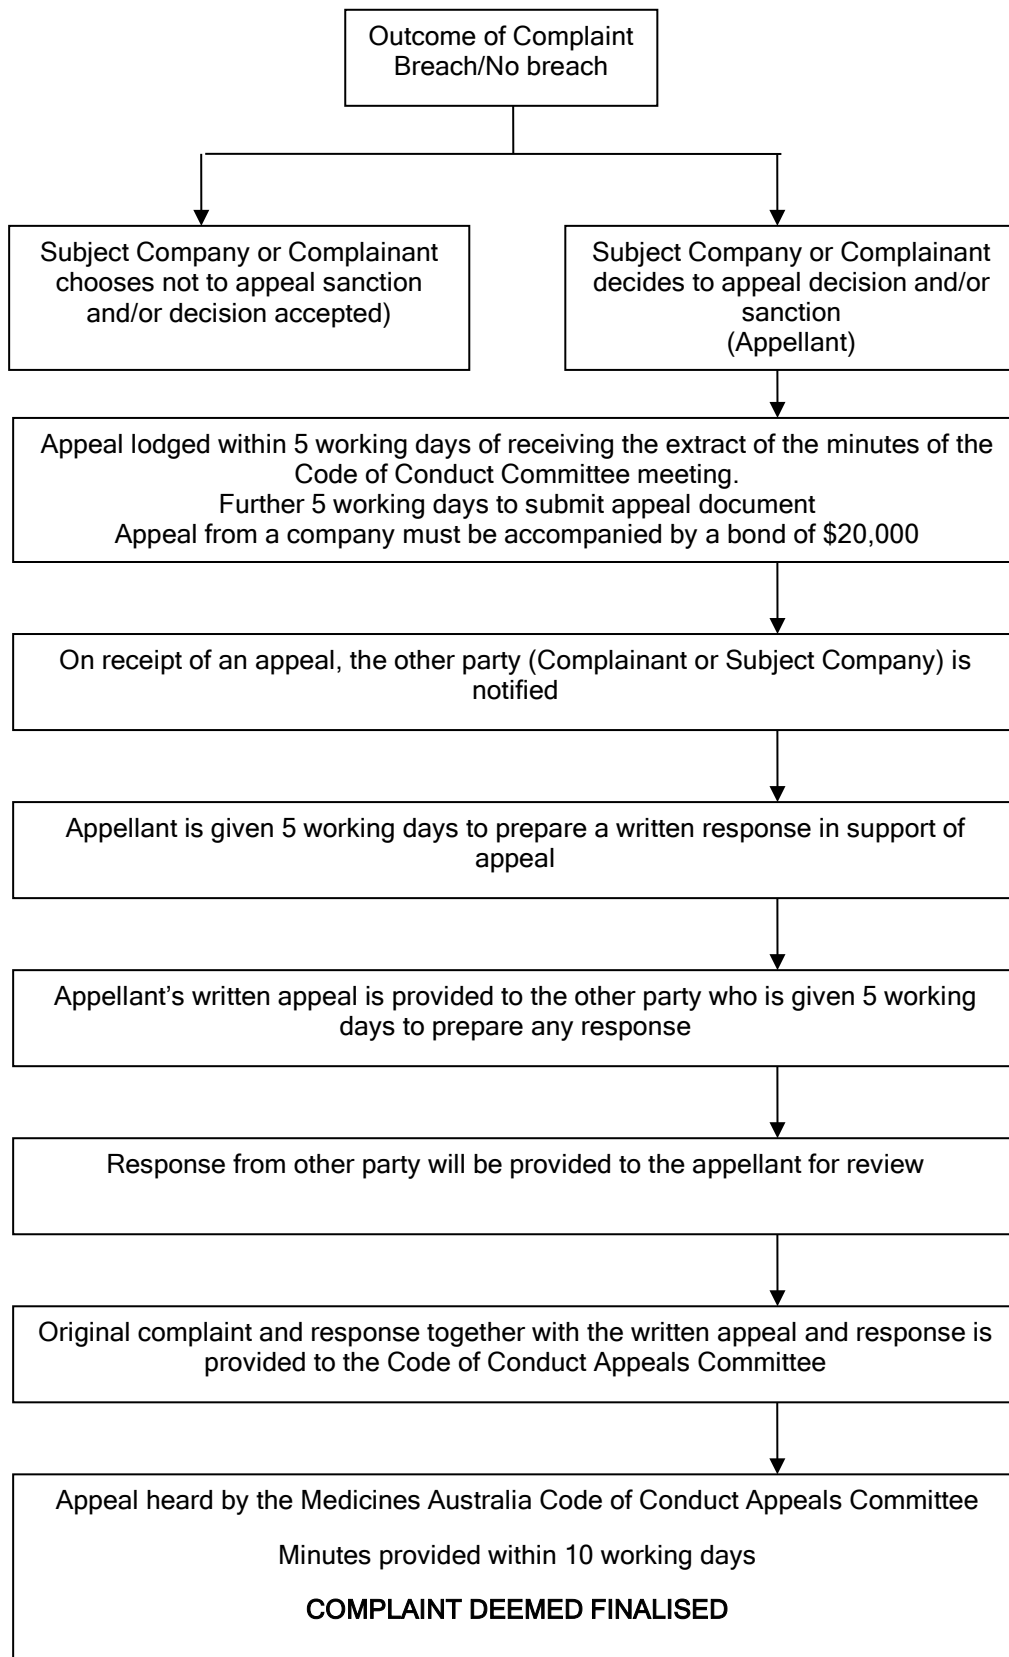 Outcome of Complaint
Breach/No breach
Subject Company or Complainant
chooses not to appeal sanction
and/or decision accepted)
Subject Company or Complainant
decides to appeal decision and/or
sanction
(Appellant)
Appeal lodged within 5 working days of receiving the extract of the minutes of the
Code of Conduct Committee meeting.
Further 5 working days to submit appeal document
Appeal from a company must be accompanied by a bond of $20,000
On receipt of an appeal, the other party (Complainant or Subject Company) is
notified
Appellant is given 5 working days to prepare a written response in support of
appeal
Appellant’s written appeal is provided to the other party who is given 5 working
days to prepare any response
Response from other party will be provided to the appellant for review
Original complaint and response together with the written appeal and response is
provided to the Code of Conduct Appeals Committee
Appeal heard by the Medicines Australia Code of Conduct Appeals Committee
Minutes provided within 10 working days
COMPLAINT DEEMED FINALISED